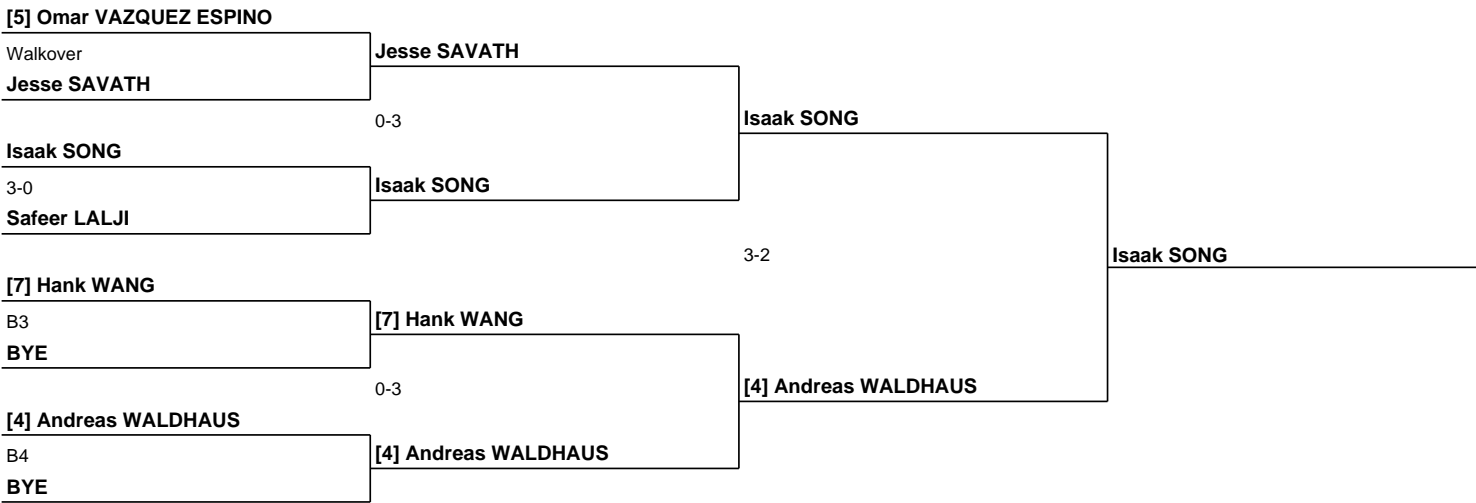 [5] Omar VAZQUEZ ESPINO
Walkover
Jesse SAVATH
Jesse SAVATH
0-3
Isaak SONG
Isaak SONG
3-0
Isaak SONG
Safeer LALJI
3-2
Isaak SONG
[7] Hank WANG
B3
[7] Hank WANG
BYE
0-3
[4] Andreas WALDHAUS
[4] Andreas WALDHAUS
B4
[4] Andreas WALDHAUS
BYE